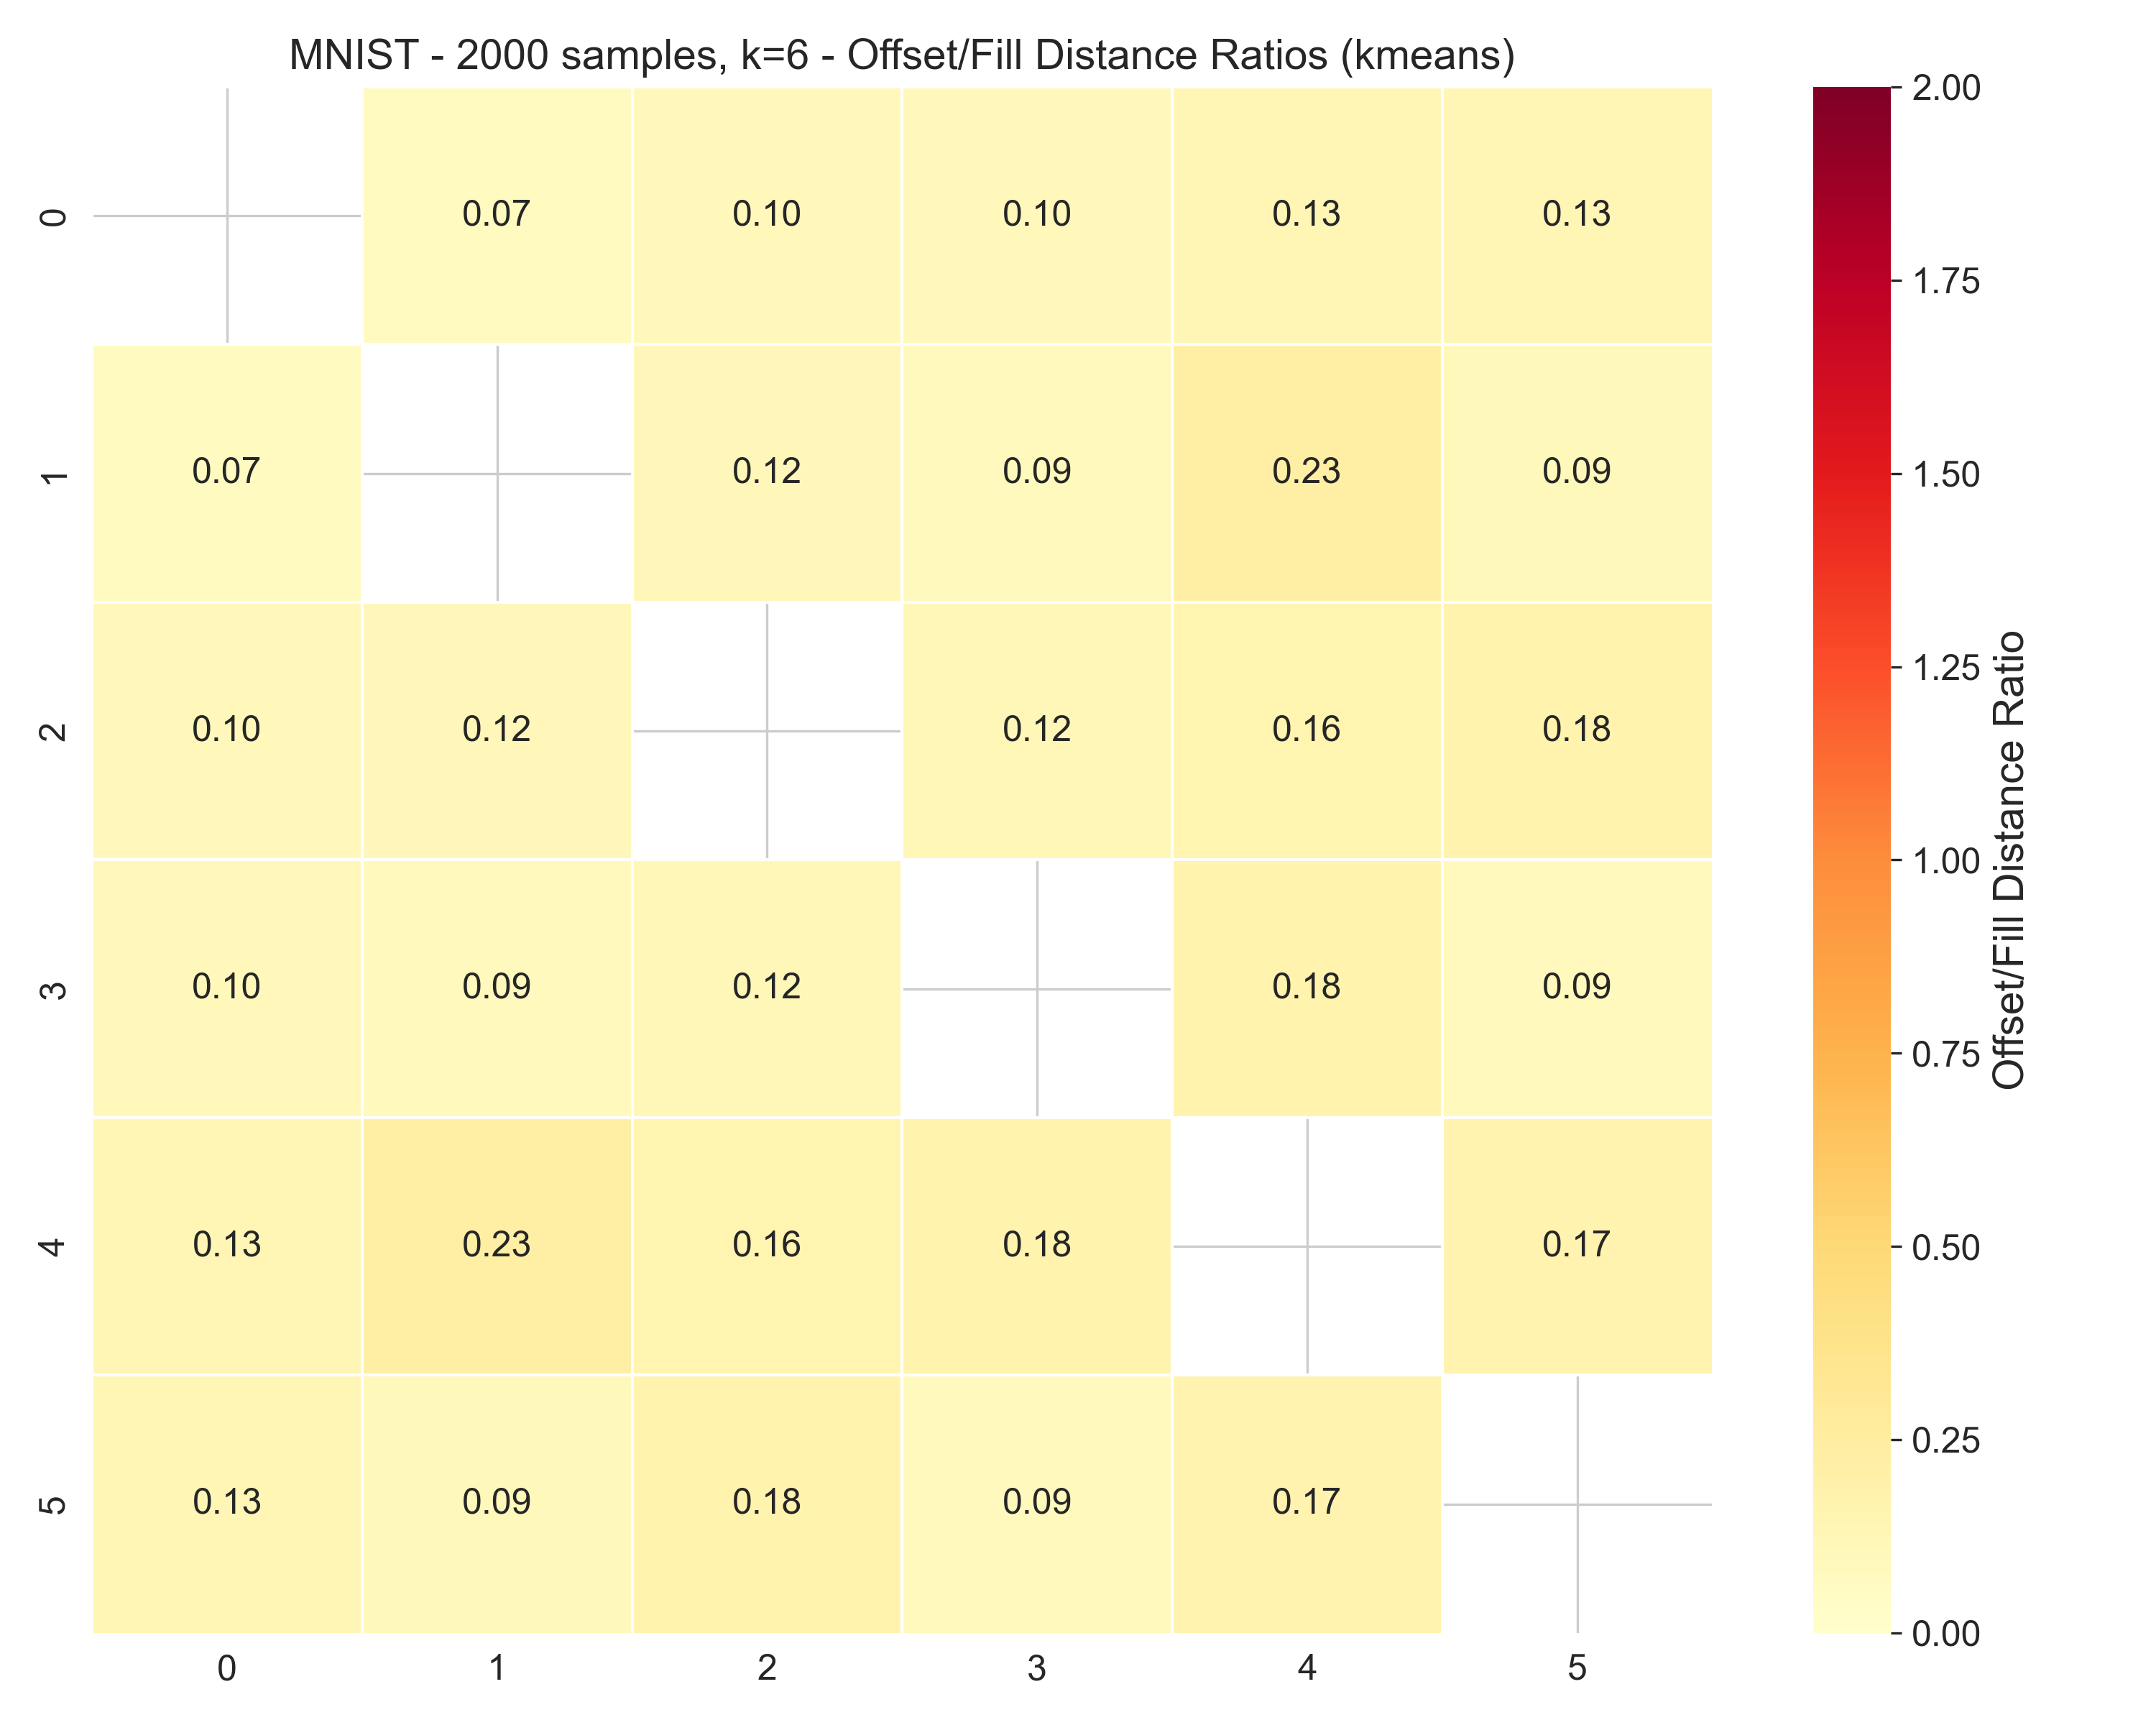 MNIST - 2000 samples, k=6 - Offset/Fill Distance Ratios (kmeans)
0 0.07 0.10 0.10 0.13 0.13
1 0.07 0.12 0.09 0.23 0.09
2 0.10 0.12 0.12 0.16 0.18
3 0.10 0.09 0.12 0.18 0.09
4 0.13 0.23 0.16 0.18 0.17
5 0.13 0.09 0.18 0.09 0.17
0 1 2 3 4 5
2.00
1.75
1.50
1.25
1.00
0.75
0.50
0.25
0.00
Offset/Fill Distance Ratio